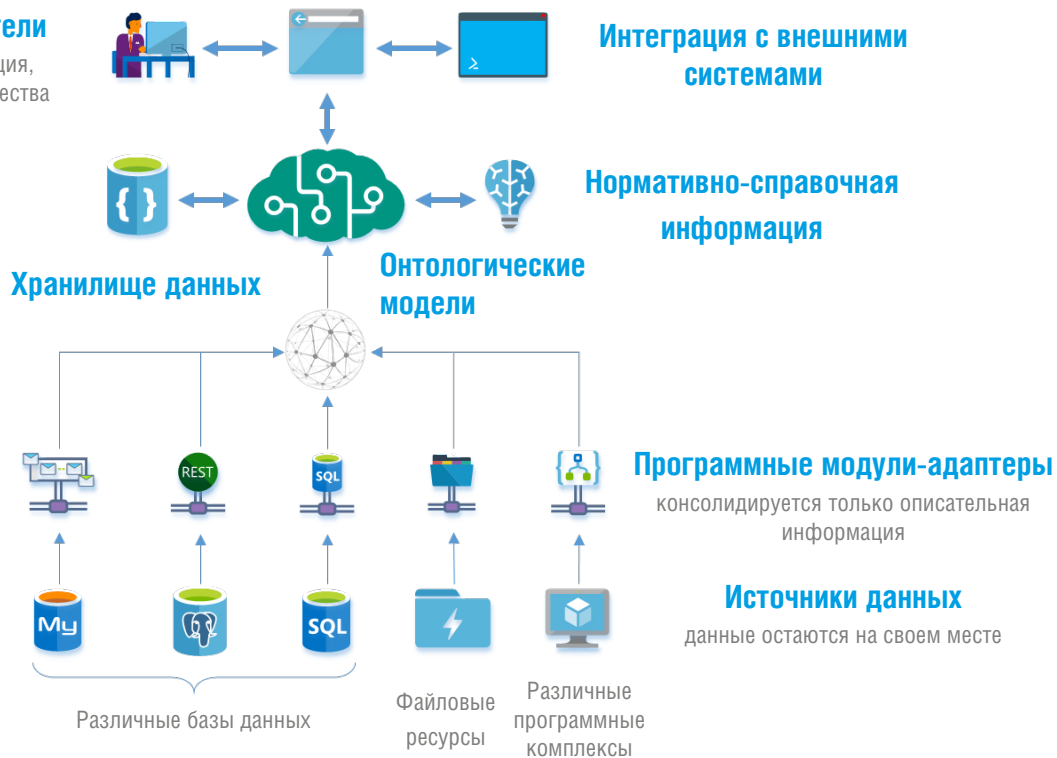 тели
ция,
чества
Интеграция с внешними
системами
Нормативно-справочная
информация
Хранилище данных
Онтологические
модели
REST
SQL
Программные модули-адаптеры
консолидируется только описательная
информация
My
SQL
Источники данных
данные остаются на своем месте
Различные базы данных
Файловые
ресурсы
Различные
программные
комплексы